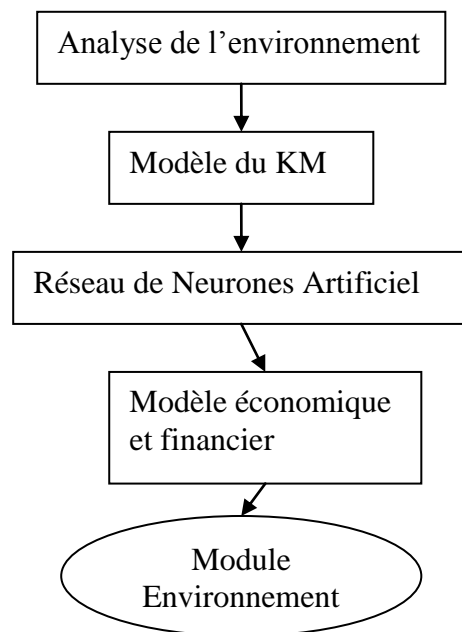 Analyse de l’environnement
Modèle du KM
Réseau de Neurones Artificiel
Modèle économique
et financier
Module
Environnement